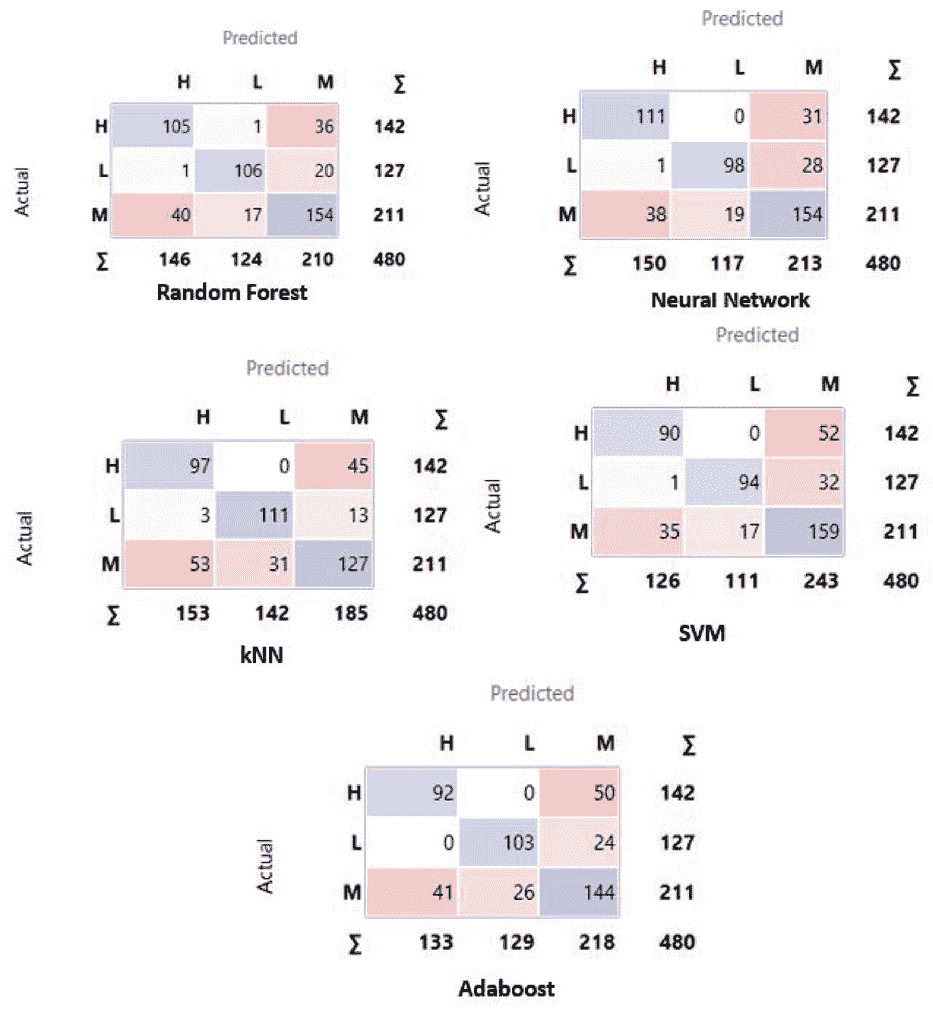 Predicted
H L M ∑
H 105 1 36 142
Actual
L 1 106 20 127
M 40 17 154 211
∑ 146 124 210 480
Random Forest
Predicted
H L M ∑
H 111 0 31 142
Actual
L 1 98 28 127
M 38 19 154 211
∑ 150 117 213 480
Neural Network
Predicted
H L M ∑
H 97 0 45 142
Actual
L 3 111 13 127
M 53 31 127 211
∑ 153 142 185 480
kNN
Predicted
H L M ∑
H 90 0 52 142
Actual
L 1 94 32 127
M 35 17 159 211
∑ 126 111 243 480
SVM
Predicted
H L M ∑
H 92 0 50 142
Actual
L 0 103 24 127
M 41 26 144 211
∑ 133 129 218 480
Adaboost